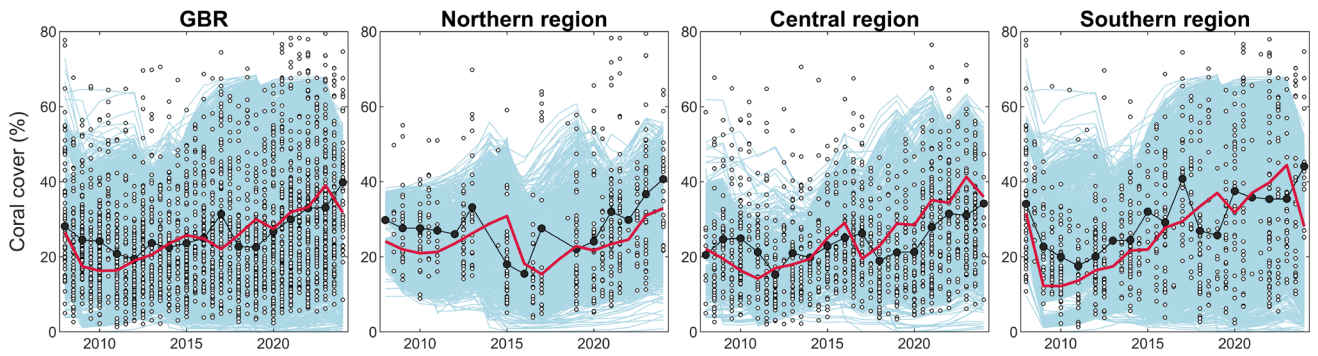 GBR Northern region Central region Southern region
Coral cover (%)
80 80 80 80
60 60 60 60
40 40 40 40
20 20 20 20
0 0 0 0
2010 2015 2020 2010 2015 2020 2010 2015 2020 2010 2015 2020